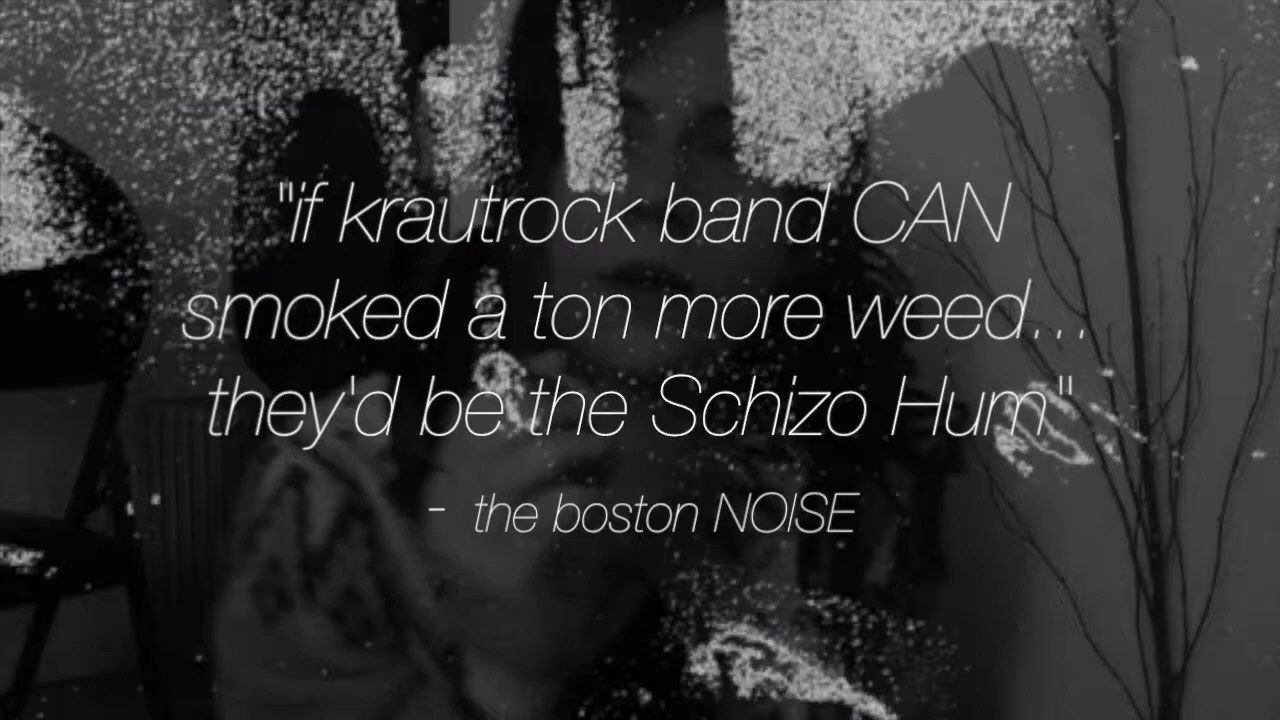 "if krautrock band CAN
smoked a ton more weed...
they'd be the Schizo Hum"
- the boston NOISE